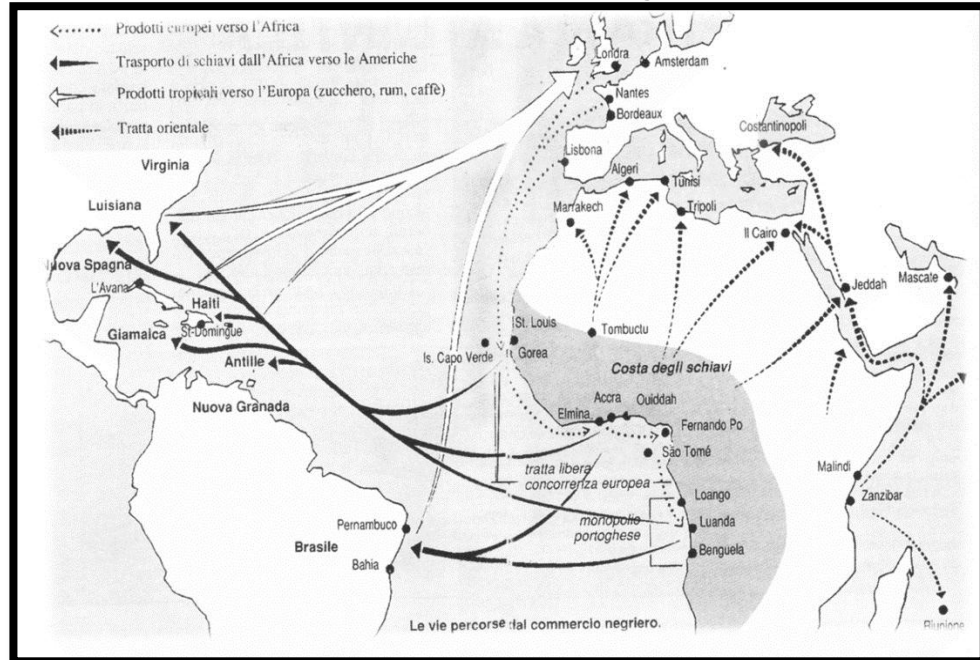 Prodotti europei verso l'Africa
Trasporto di schiavi dall'Africa verso le Americhe
Prodotti tropicali verso l'Europa (zucchero, rum, caffè)
Tratta orientale
Londra
Amsterdam
Nantes
Bordeaux
Costantinopoli
Lisbona
Virginia
Algeri
Tunisi
Luisiana
Marrakech
Tripoli
Il Cairo
Nuova Spagna
Mascate
L'Avana
Jeddah
Haiti
St-Domingue
St. Louis
Tombuctu
Giamaica
Is. Capo Verde
Gorea
Antille
Costa degli schiavi
Nuova Granada
Accra
Ouiddah
Elmina
Fernando Po
São Tomé
tratta libera
concorrenza europea
Malindi
Loango
Zanzibar
monopolio
portoghese
Luanda
Pernambuco
Brasile
Benguela
Bahia
Riunione
Le vie percorse dal commercio negriero.